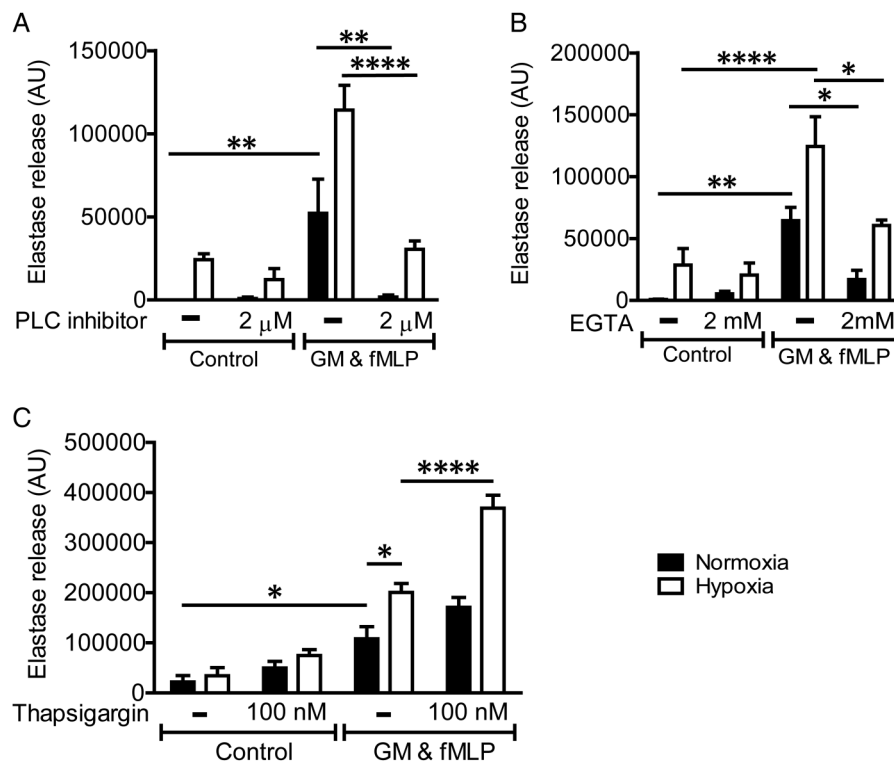 A
Elastase release (AU)
150000
100000
50000
0
**
****
**
PLC inhibitor
- 2 μM - 2 μM
Control GM & fMLP
B
Elastase release (AU)
200000
150000
100000
50000
0
****
*
*
**
EGTA
- 2 mM - 2mM
Control GM & fMLP
C
Elastase release (AU)
500000
400000
300000
200000
100000
0
****
*
*
Thapsigargin
- 100 nM - 100 nM
Control GM & fMLP
Normoxia
Hypoxia